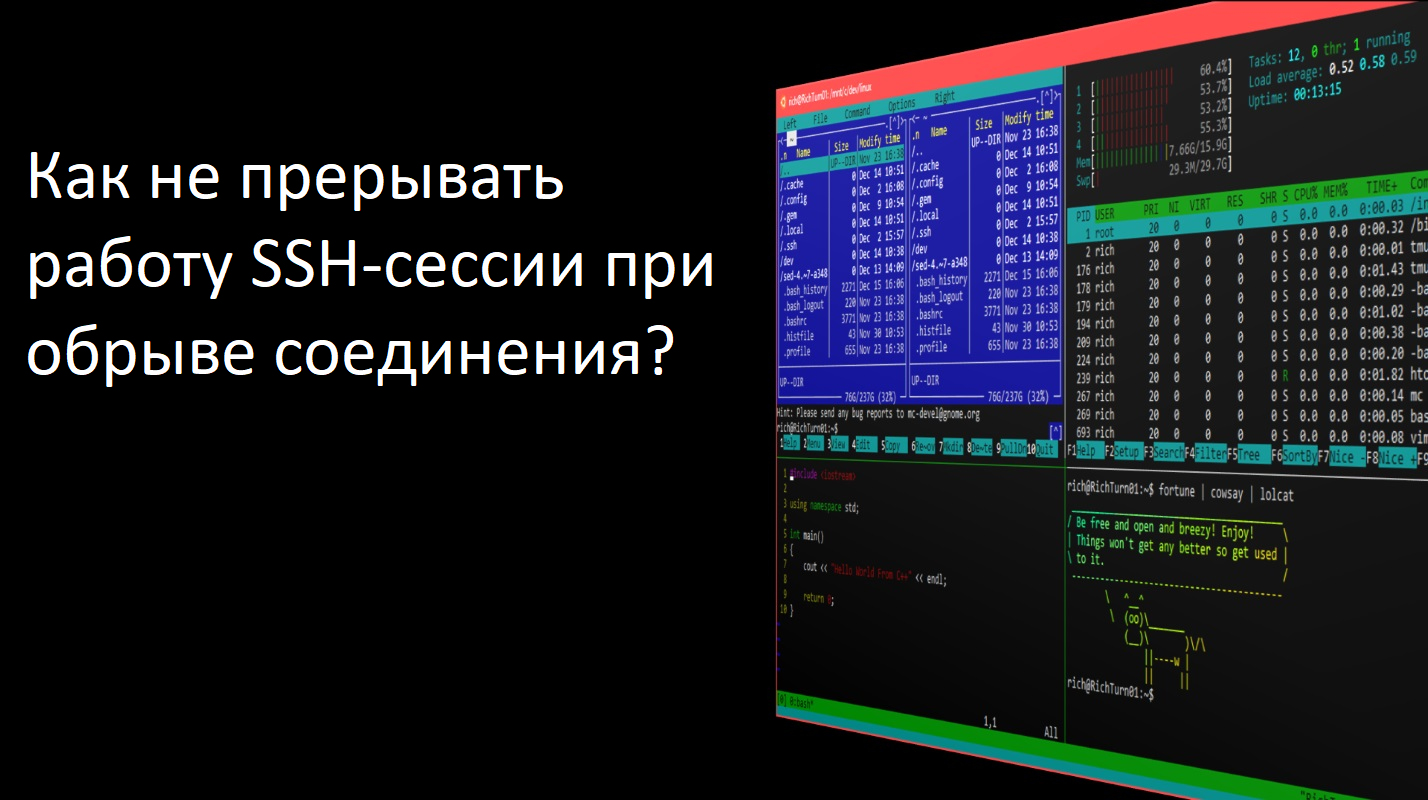 Как не прерывать
работу SSH-сессии при
обрыве соединения?
rich@RichTurn01: /mnt/c/dev/linux
Left File Command Options Right
.n Name Size Modify time
/.. UP--DIR Nov 23 16:38
/.cache 0 Dec 14 10:51
/.config 0 Dec 2 16:08
/.gem 0 Dec 9 10:54
/.local 0 Dec 14 10:51
/.ssh 0 Dec 2 15:57
/dev 0 Dec 14 10:38
/sed-4.~7-a348 0 Dec 13 14:09
.bash_history 2271 Dec 15 16:06
.bash_logout 220 Nov 23 16:38
.bashrc 3771 Nov 23 16:38
.histfile 43 Nov 30 10:53
.profile 655 Nov 23 16:38
UP--DIR
76G/237G (32%)
.n Name Size Modify time
/.. UP--DIR Nov 23 16:38
/.cache 0 Dec 14 10:51
/.config 0 Dec 2 16:08
/.gem 0 Dec 9 10:54
/.local 0 Dec 14 10:51
/.ssh 0 Dec 2 15:57
/dev 0 Dec 14 10:38
/sed-4.~7-a348 0 Dec 13 14:09
.bash_history 2271 Dec 15 16:06
.bash_logout 220 Nov 23 16:38
.bashrc 3771 Nov 23 16:38
.histfile 43 Nov 30 10:53
.profile 655 Nov 23 16:38
UP--DIR
76G/237G (32%)
Hint: Please send any bug reports to mc-devel@gnome.org
rich@RichTurn01:~$ [^]
1Help 2Menu 3View 4Edit 5Copy 6Re~ov 7Mkdir 8De~te 9PullDn 10Quit
1 [ 60.4%]
2 [ 53.7%]
3 [ 53.2%]
4 [ 55.3%]
Mem[ 7.66G/15.9G]
Swp[ 29.3M/29.7G]
Tasks: 12, 0 thr; 1 running
Load average: 0.52 0.58 0.59
Uptime: 00:13:15
PID USER PRI NI VIRT RES SHR S CPU% MEM% TIME+ Com
1 root 20 0 0 0 0 S 0.0 0.0 0:00.03 /in
2 rich 20 0 0 0 0 S 0.0 0.0 0:00.32 /bi
176 rich 20 0 0 0 0 S 0.0 0.0 0:00.01 tmu
178 rich 20 0 0 0 0 S 0.0 0.0 0:01.43 tmu
179 rich 20 0 0 0 0 S 0.0 0.0 0:00.29 -ba
194 rich 20 0 0 0 0 S 0.0 0.0 0:01.02 -ba
209 rich 20 0 0 0 0 S 0.0 0.0 0:00.38 -ba
224 rich 20 0 0 0 0 S 0.0 0.0 0:00.20 -ba
239 rich 20 0 0 0 0 R 0.0 0.0 0:01.82 hto
267 rich 20 0 0 0 0 S 0.0 0.0 0:00.14 mc
269 rich 20 0 0 0 0 S 0.0 0.0 0:00.05 bas
693 rich 20 0 0 0 0 S 0.0 0.0 0:00.08 vim
F1Help F2Setup F3Search F4Filter F5Tree F6SortBy F7Nice - F8Nice + F9
1 #include <iostream>
2
3 using namespace std;
4
5 int main()
6 {
7 cout << "Hello World From C++" << endl;
8
9 return 0;
10 }
1,1 All
rich@RichTurn01:~$ fortune | cowsay | lolcat
/ Be free and open and breezy! Enjoy! \
| Things won't get any better so get used |
\ to it. /
\ ^__^
\ (oo)\_______
(__)\ )\/\
||----w |
|| ||
rich@RichTurn01:~$
[0] 0:bash*